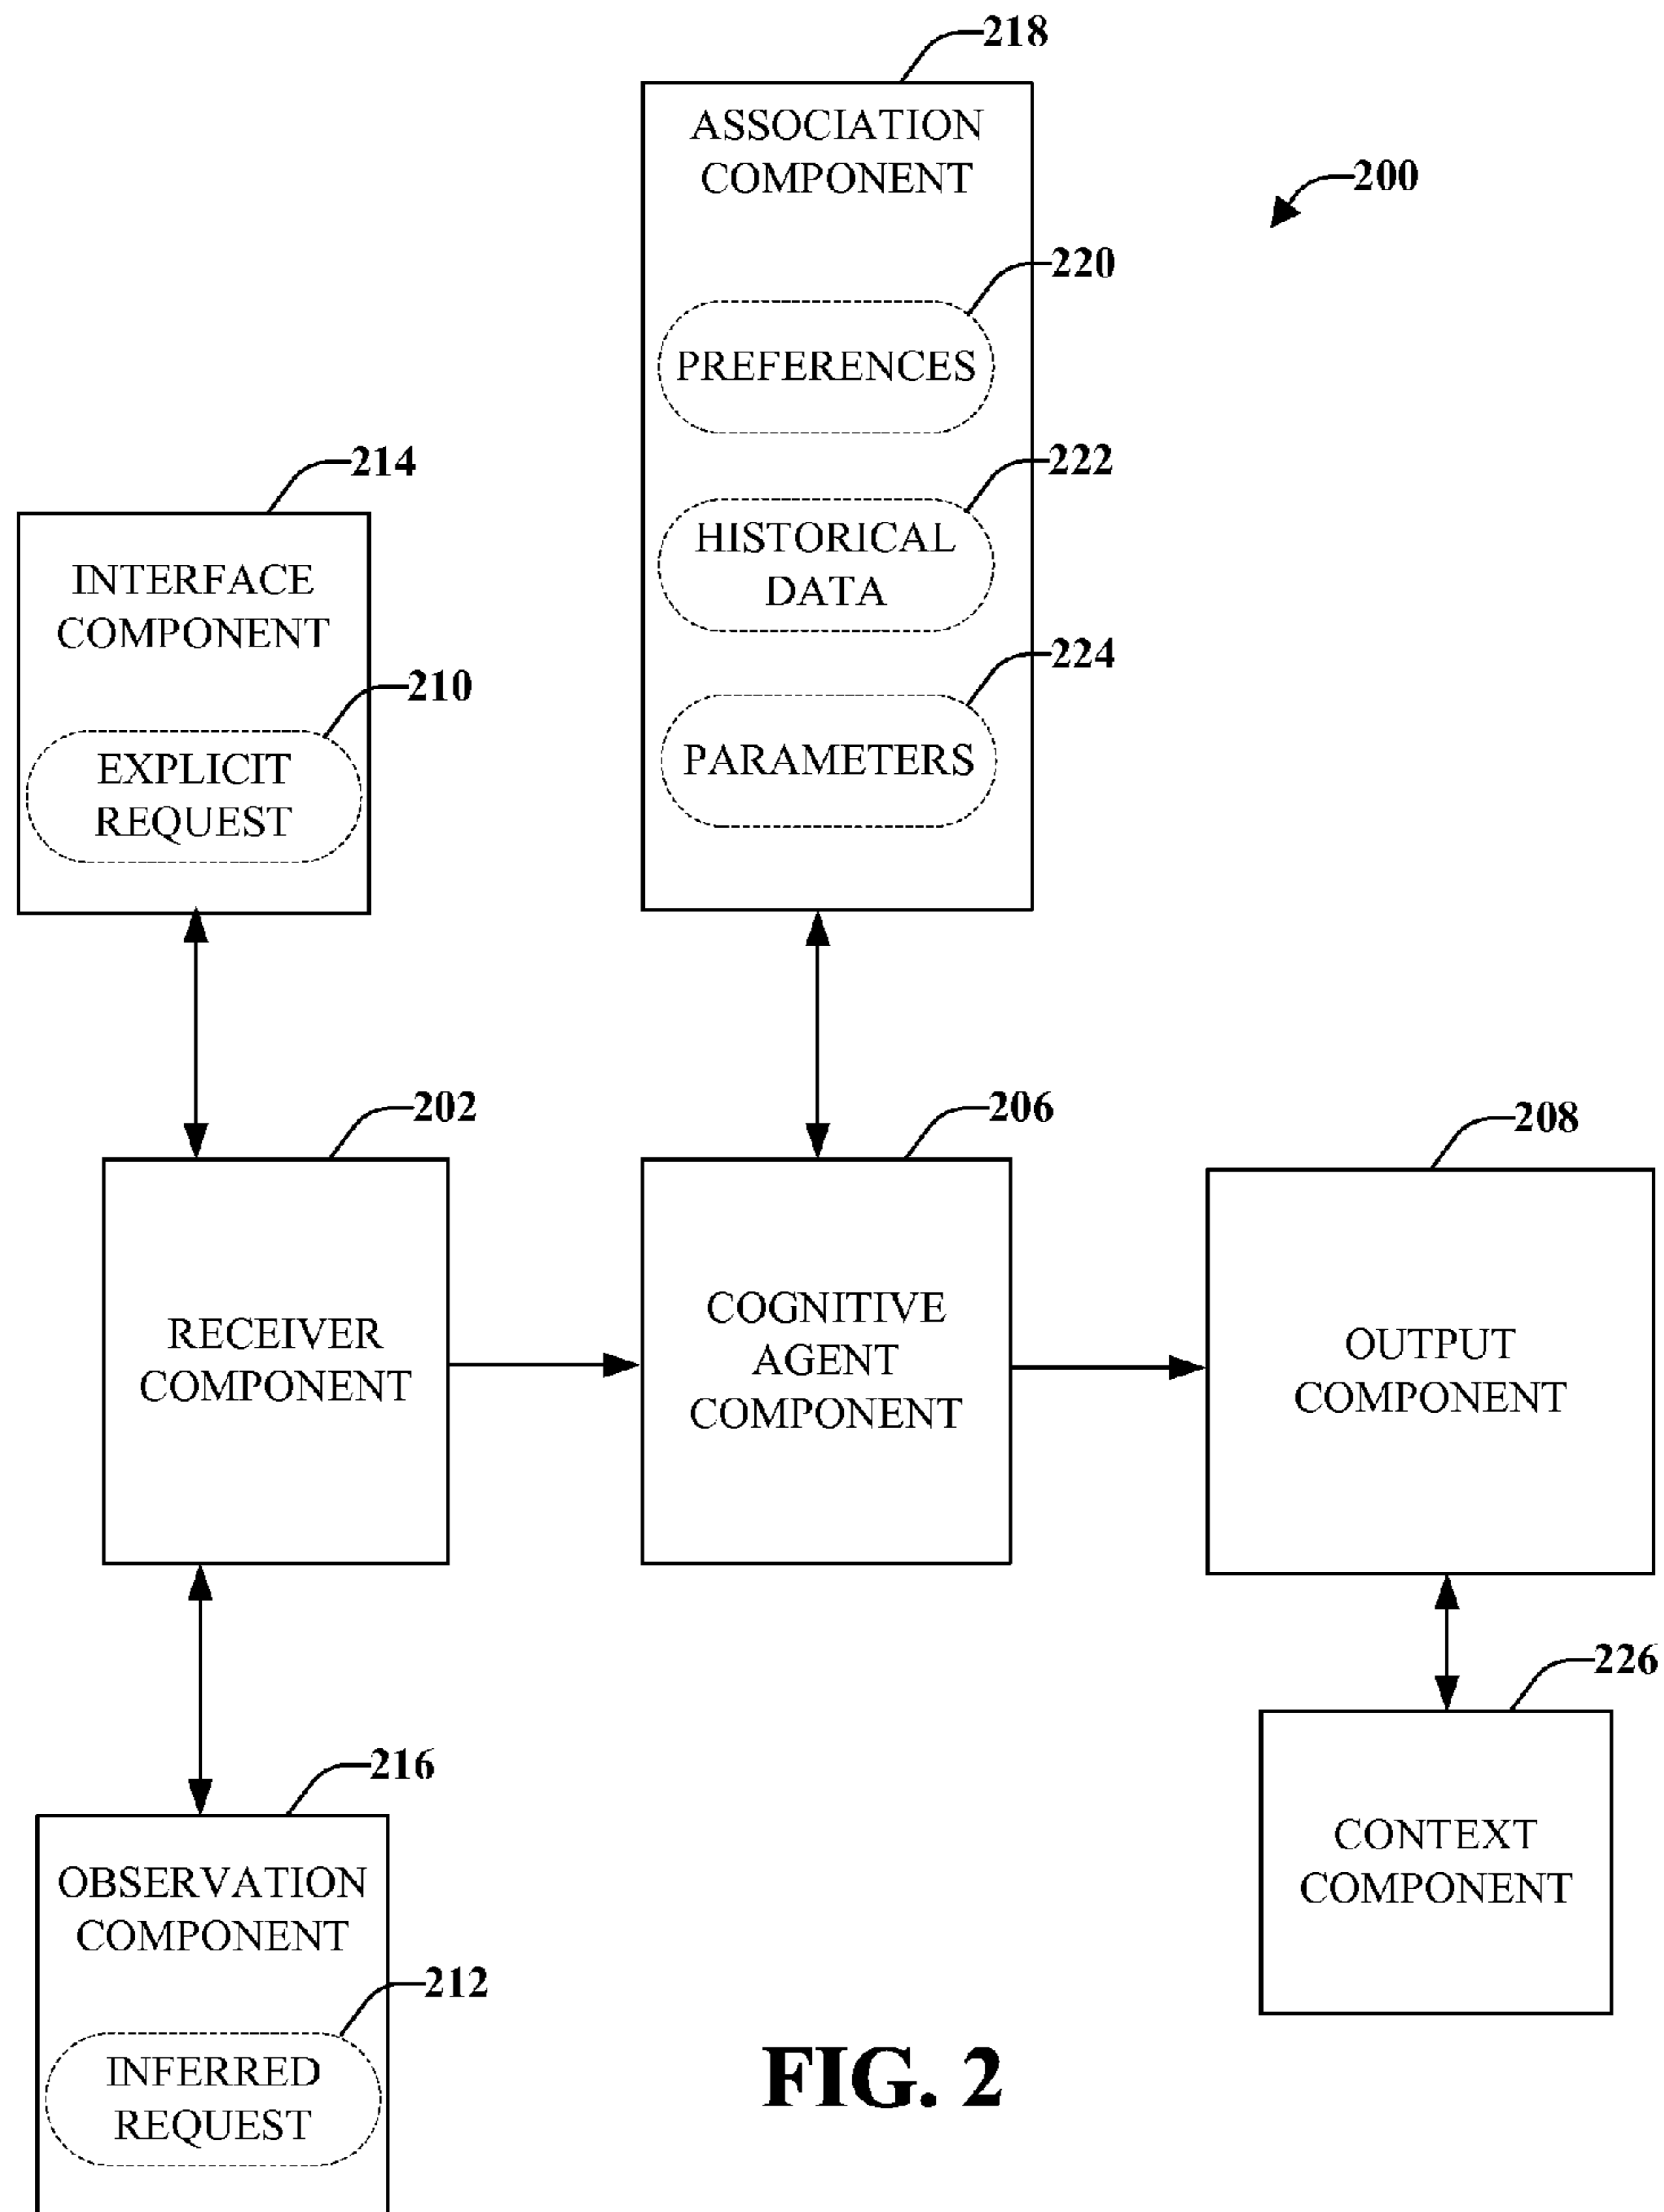 218
ASSOCIATION
COMPONENT
200
220
PREFERENCES
214
222
INTERFACE
COMPONENT
HISTORICAL
DATA
210
224
EXPLICIT
REQUEST
PARAMETERS
202
206
208
RECEIVER
COMPONENT
COGNITIVE
AGENT
COMPONENT
OUTPUT
COMPONENT
226
216
OBSERVATION
COMPONENT
CONTEXT
COMPONENT
212
INFERRED
REQUEST
FIG. 2